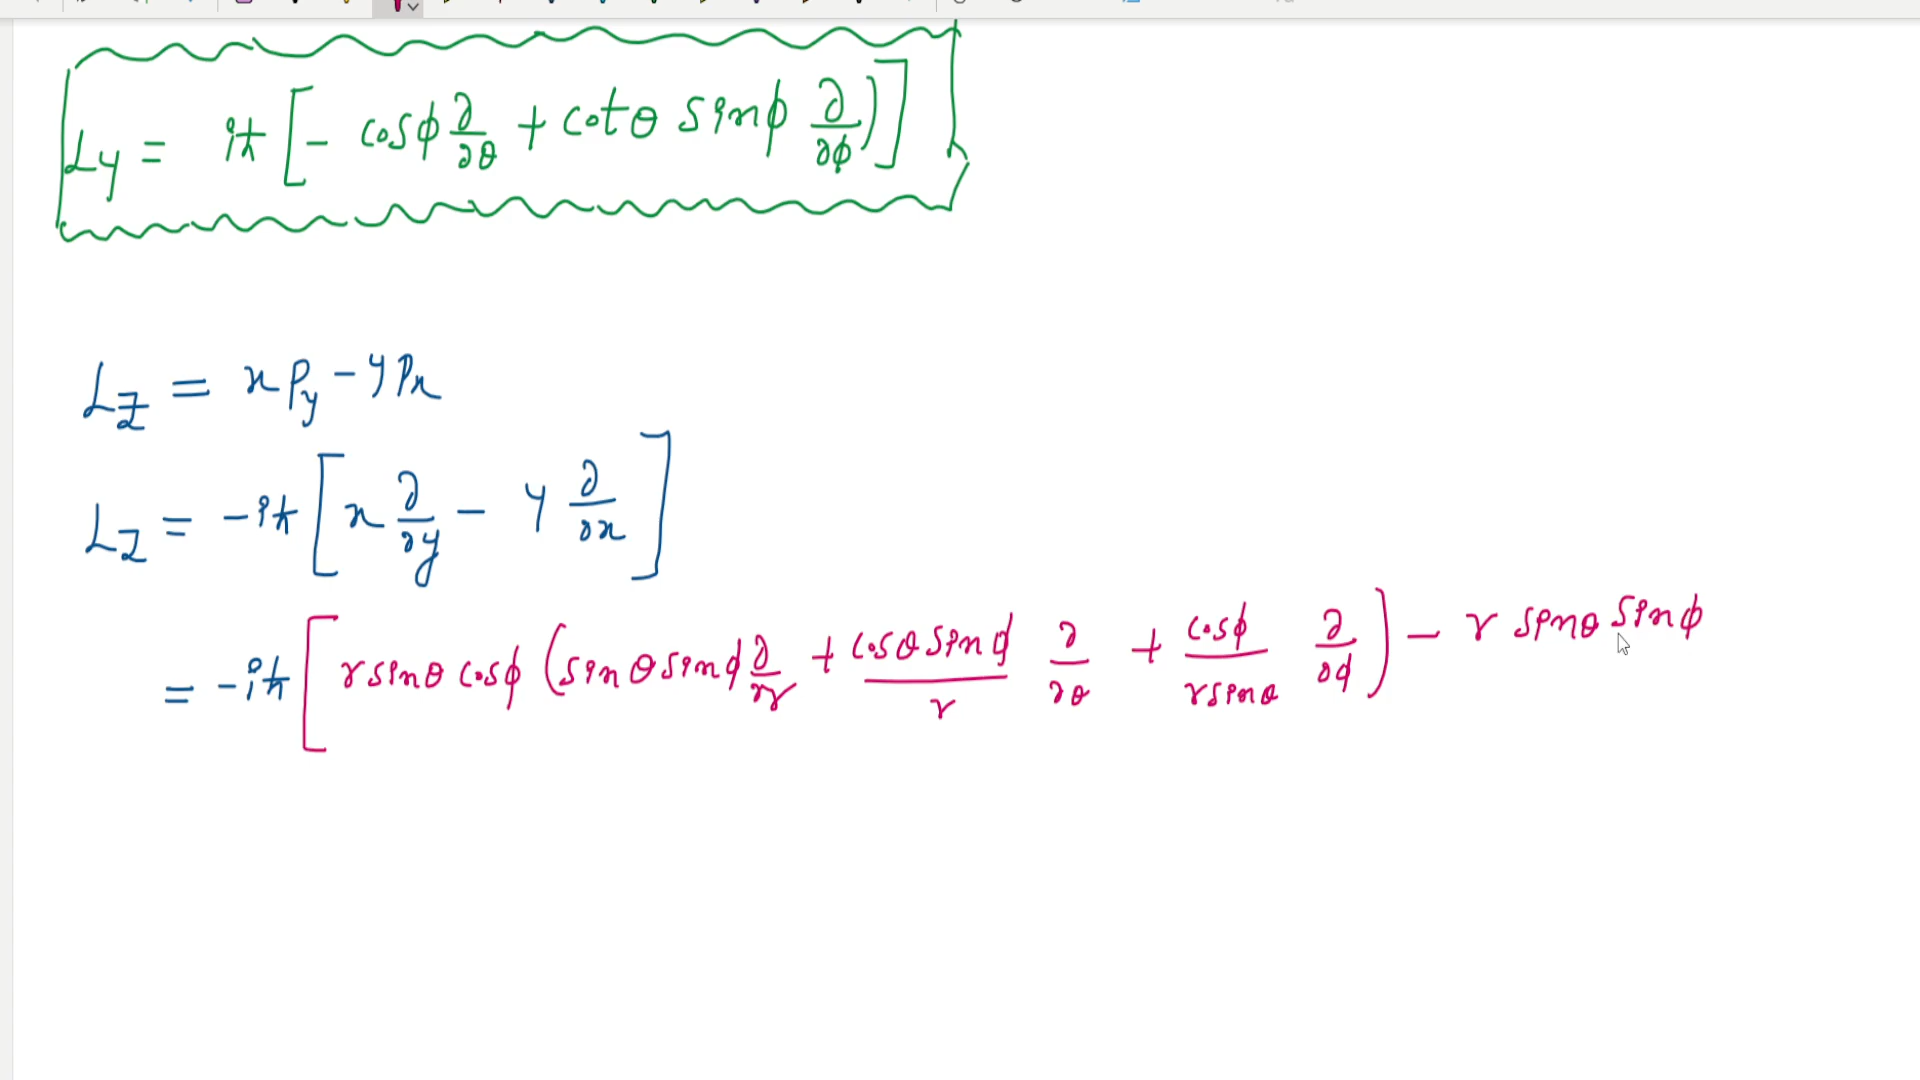 Ly = iħ [ - cosϕ ∂/∂θ + cotθ sinϕ ∂/∂ϕ ) ]
Lz = x Py - y Px
Lz = -iħ [ x ∂/∂y - y ∂/∂x ]
= -iħ [ r sinθ cosϕ ( sinθ sinϕ ∂/∂r + cosθ sinϕ / r ∂/∂θ + cosϕ / r sinθ ∂/∂ϕ ) - r sinθ sinϕ